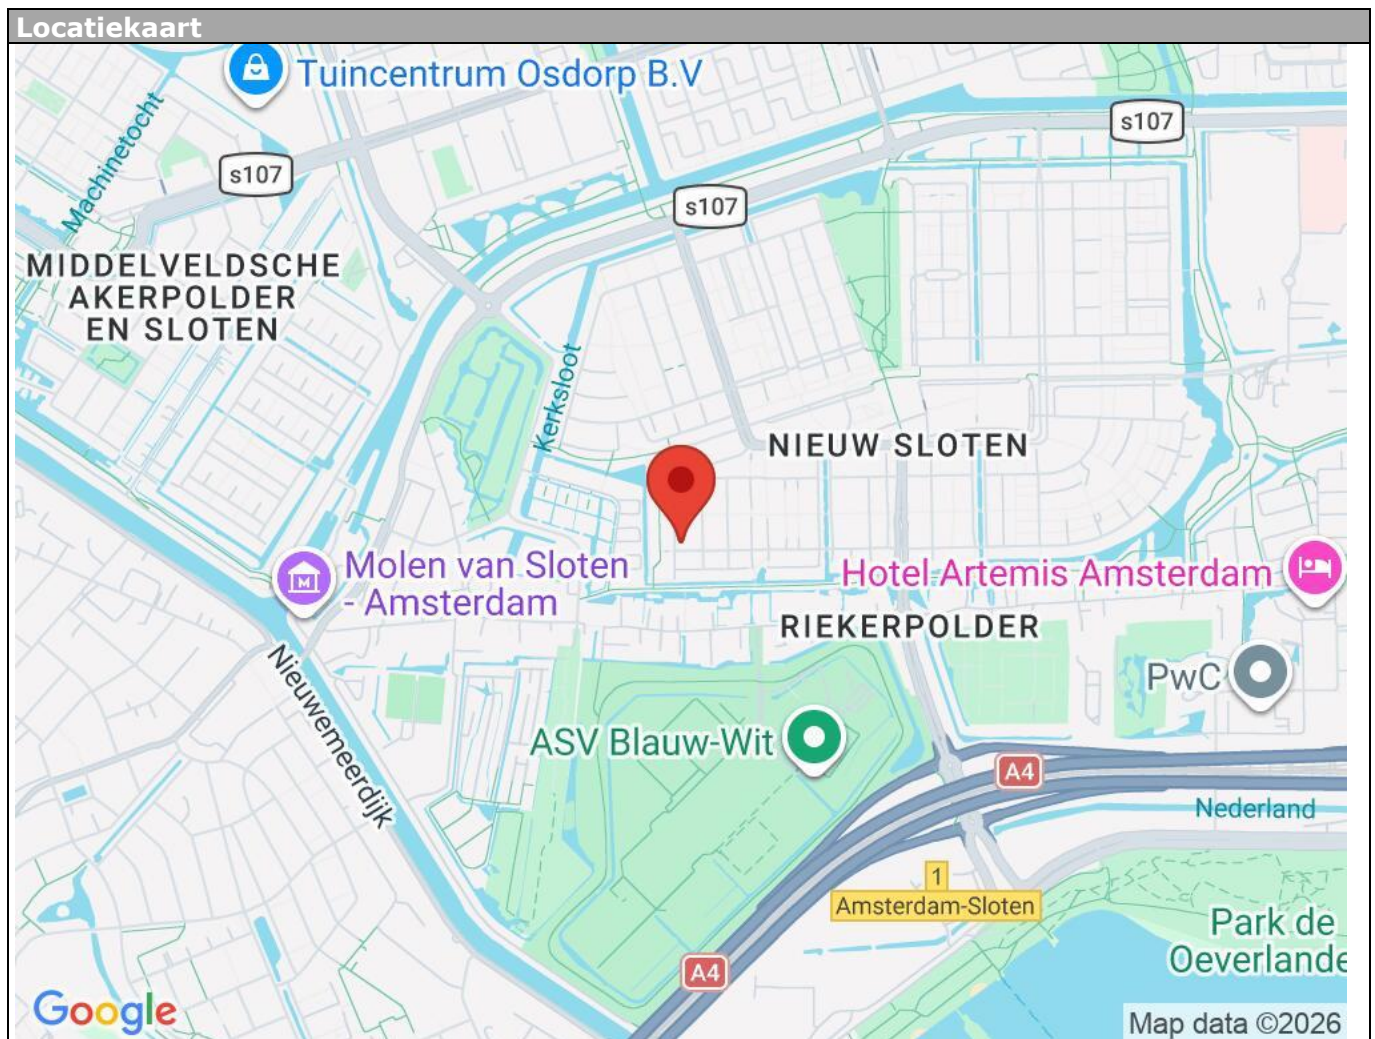 Locatiekaart
Tuincentrum Osdorp B.V
Machinetocht
s107
s107
s107
MIDDELVELDSCHE
AKERPOLDER
EN SLOTEN
Kerksloot
NIEUW SLOTEN
Molen van Sloten
- Amsterdam
Hotel Artemis Amsterdam
RIEKERPOLDER
PwC
Nieuwemeerdijk
ASV Blauw-Wit
A4
Nederland
1
Amsterdam-Sloten
Park de
Oeverlande
A4
Google
Map data ©2026